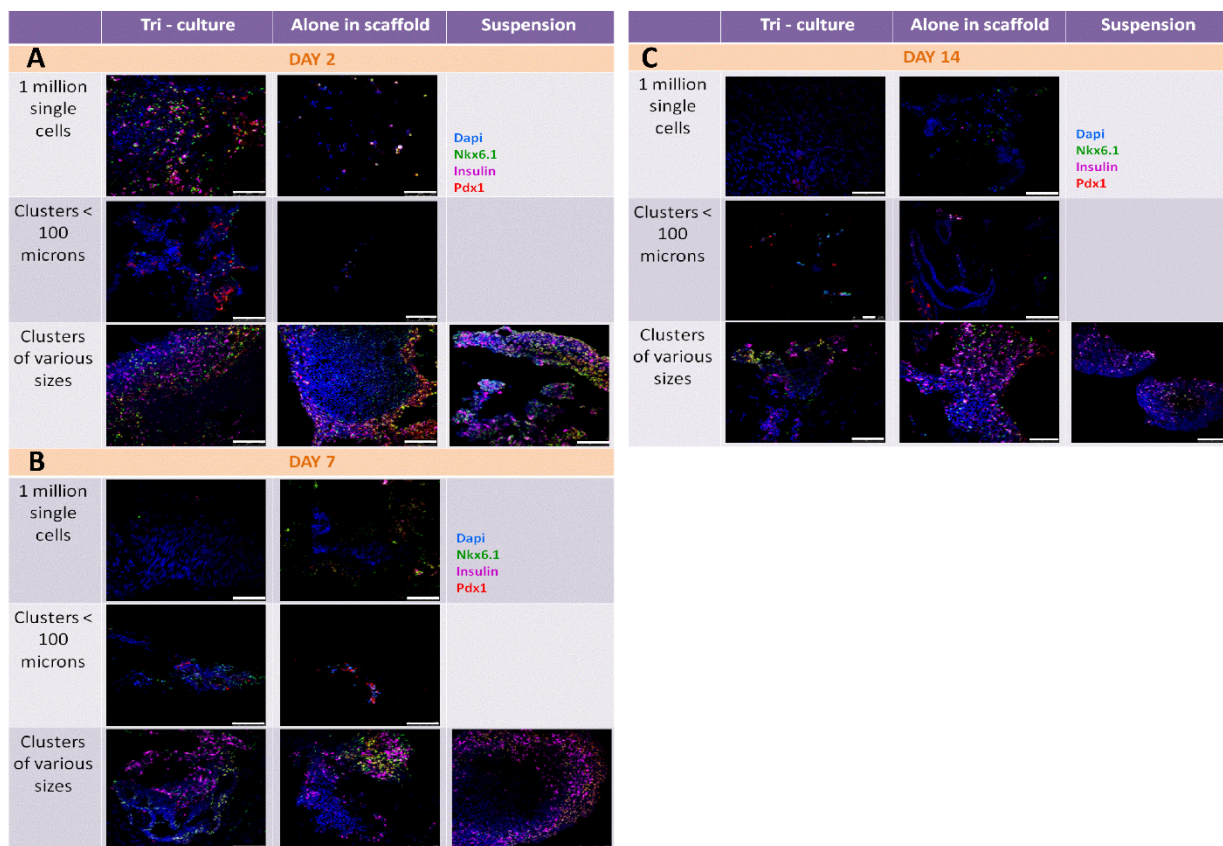 Tri - culture Alone in scaffold Suspension
A DAY 2
1 million
single
cells
Dapi
Nkx6.1
Insulin
Pdx1
Clusters <
100
microns
Clusters
of various
sizes
B DAY 7
1 million
single
cells
Dapi
Nkx6.1
Insulin
Pdx1
Clusters <
100
microns
Clusters
of various
sizes
Tri - culture Alone in scaffold Suspension
C DAY 14
1 million
single
cells
Dapi
Nkx6.1
Insulin
Pdx1
Clusters <
100
microns
Clusters
of various
sizes